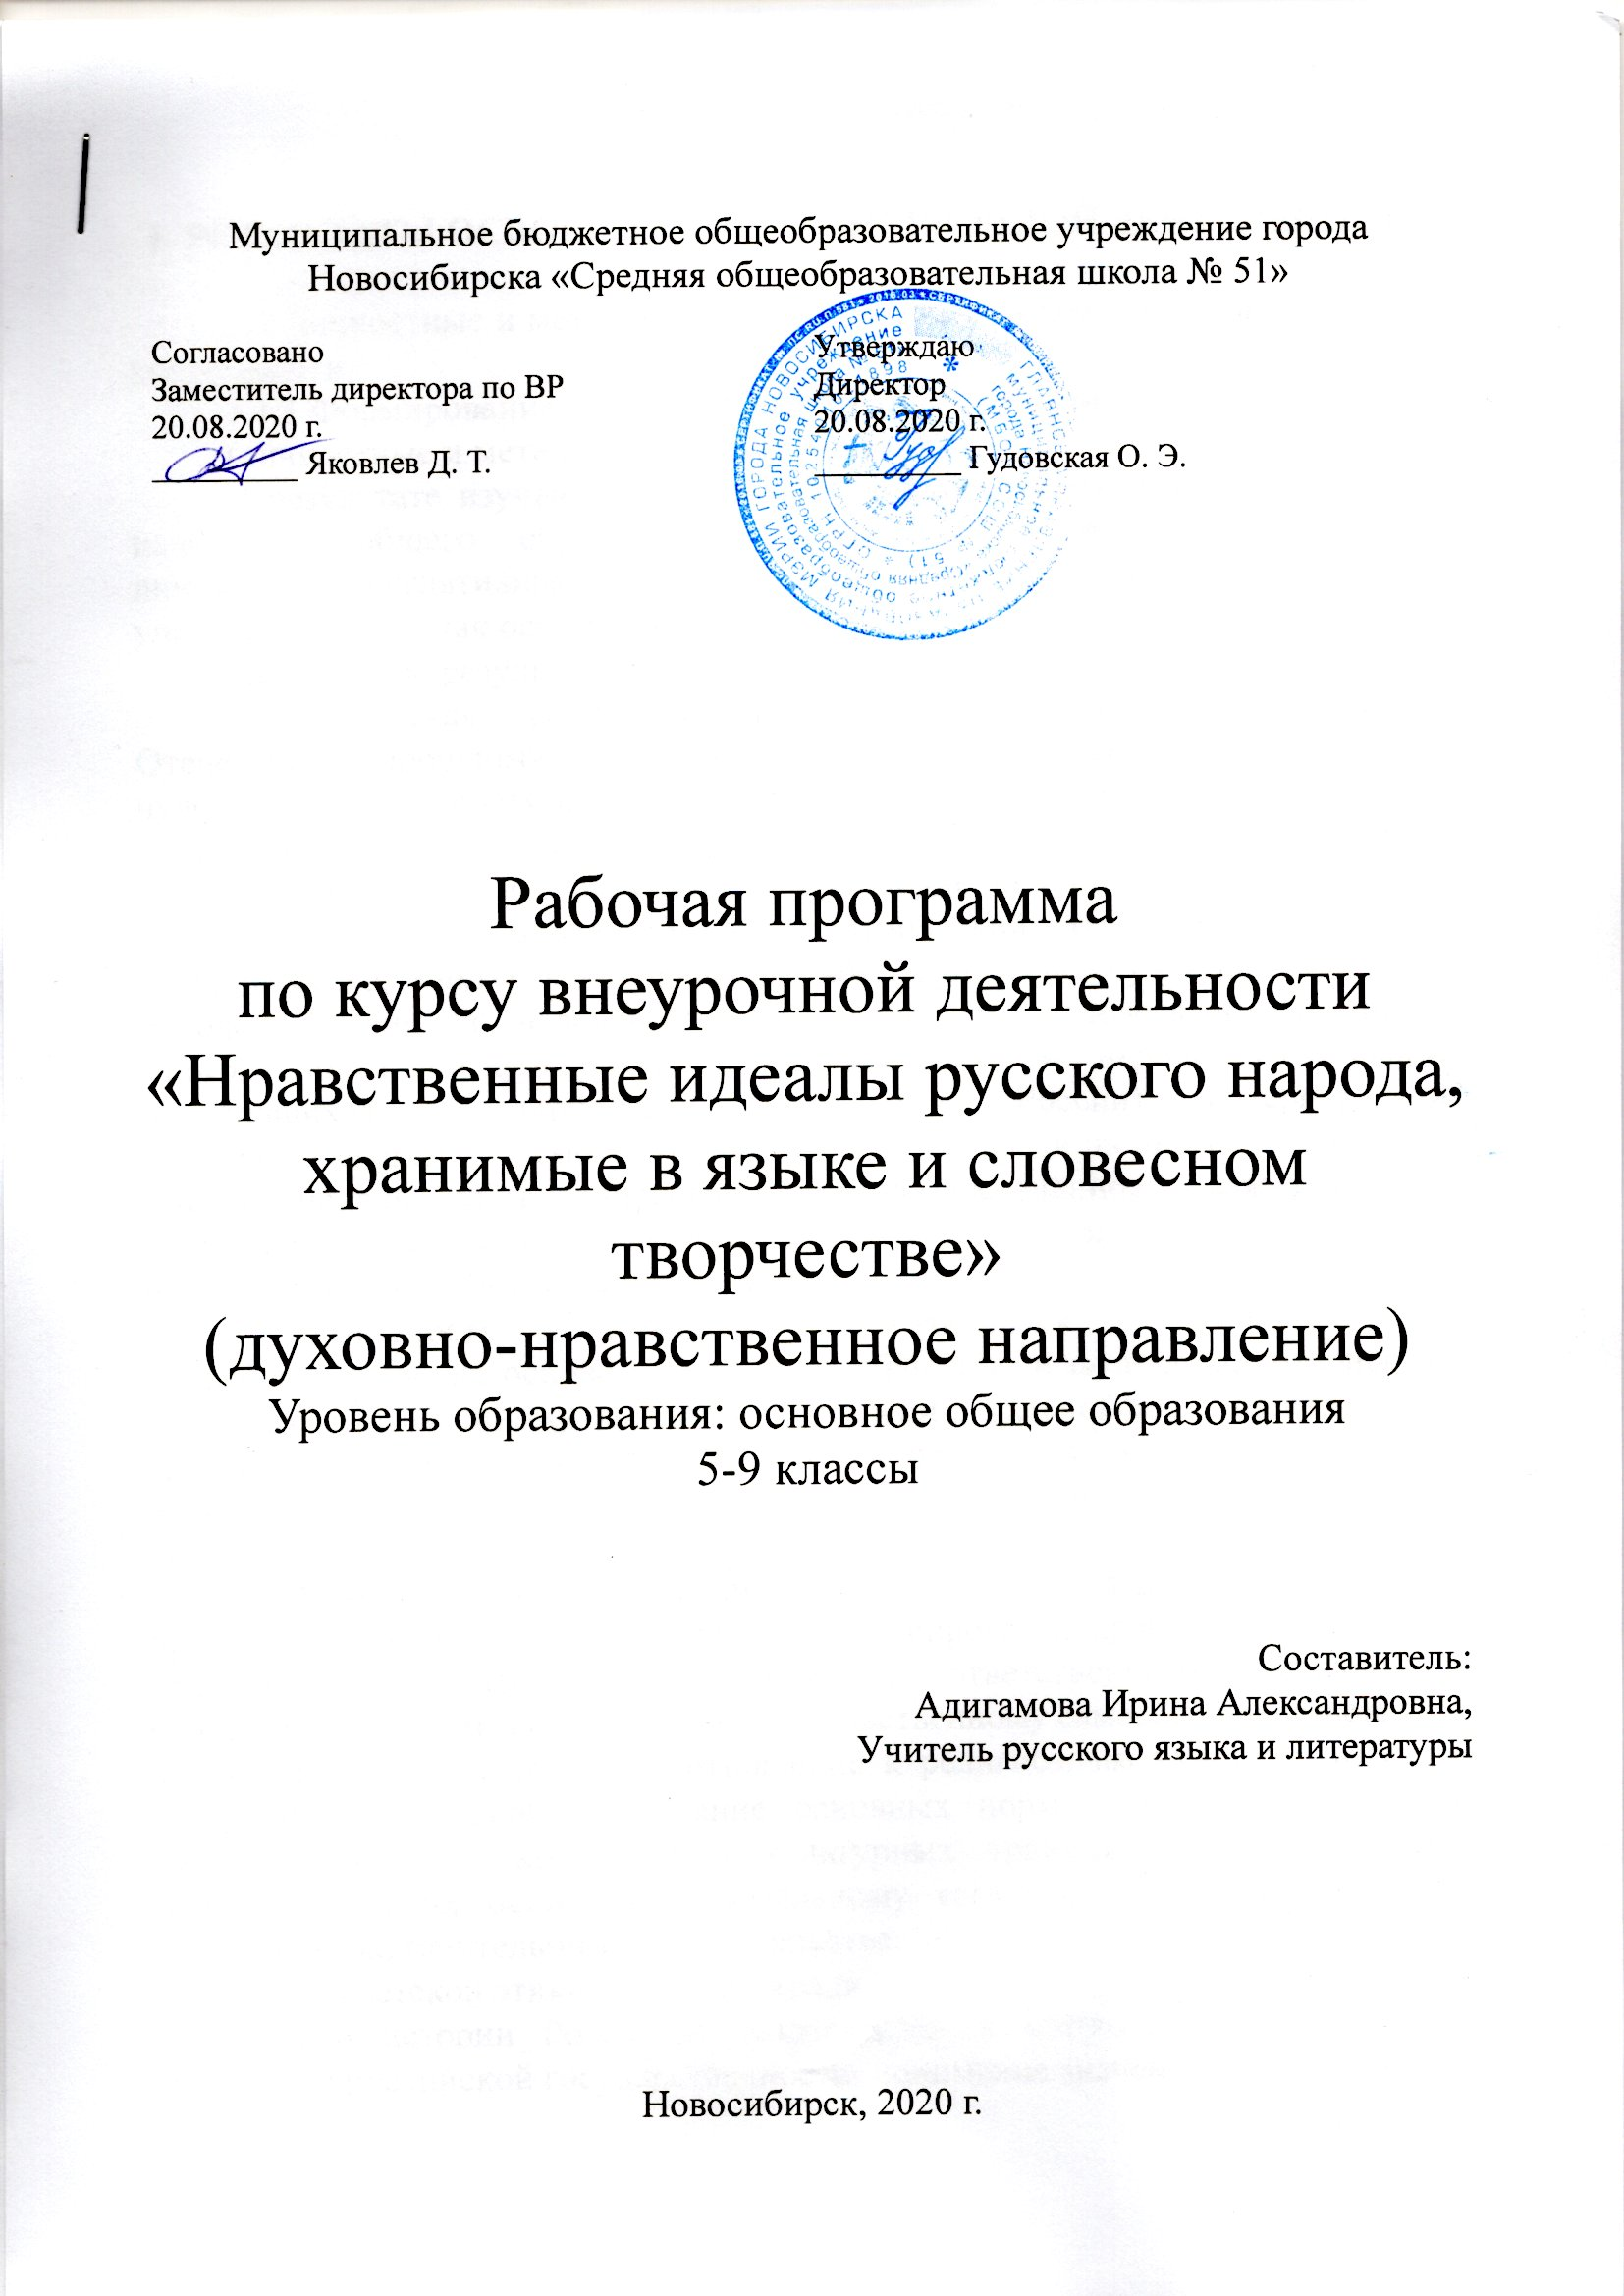 Муниципальное бюджетное общеобразовательное учреждение города
Новосибирска «Средняя общеобразовательная школа № 51»
Согласовано
Заместитель директора по ВР
20.08.2020 г.
__________ Яковлев Д. Т.
Утверждаю
Директор
20.08.2020 г.
__________ Гудовская О. Э.
Рабочая программа
по курсу внеурочной деятельности
«Нравственные идеалы русского народа,
хранимые в языке и словесном
творчестве»
(духовно-нравственное направление)
Уровень образования: основное общее образования
5-9 классы
Составитель:
Адигамова Ирина Александровна,
Учитель русского языка и литературы
Новосибирск, 2020 г.